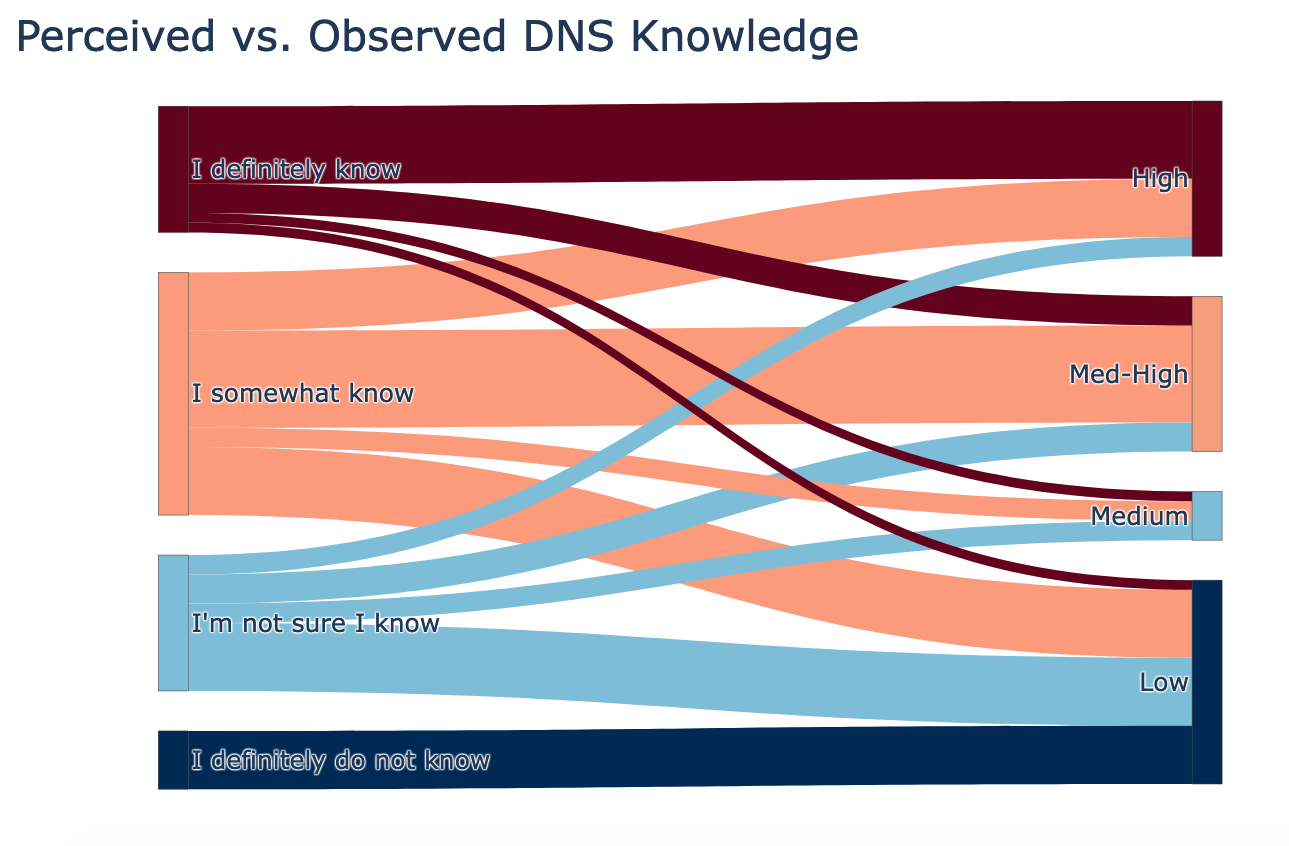 Perceived vs. Observed DNS Knowledge
I definitely know
High
Med-High
I somewhat know
Medium
I'm not sure I know
Low
I definitely do not know